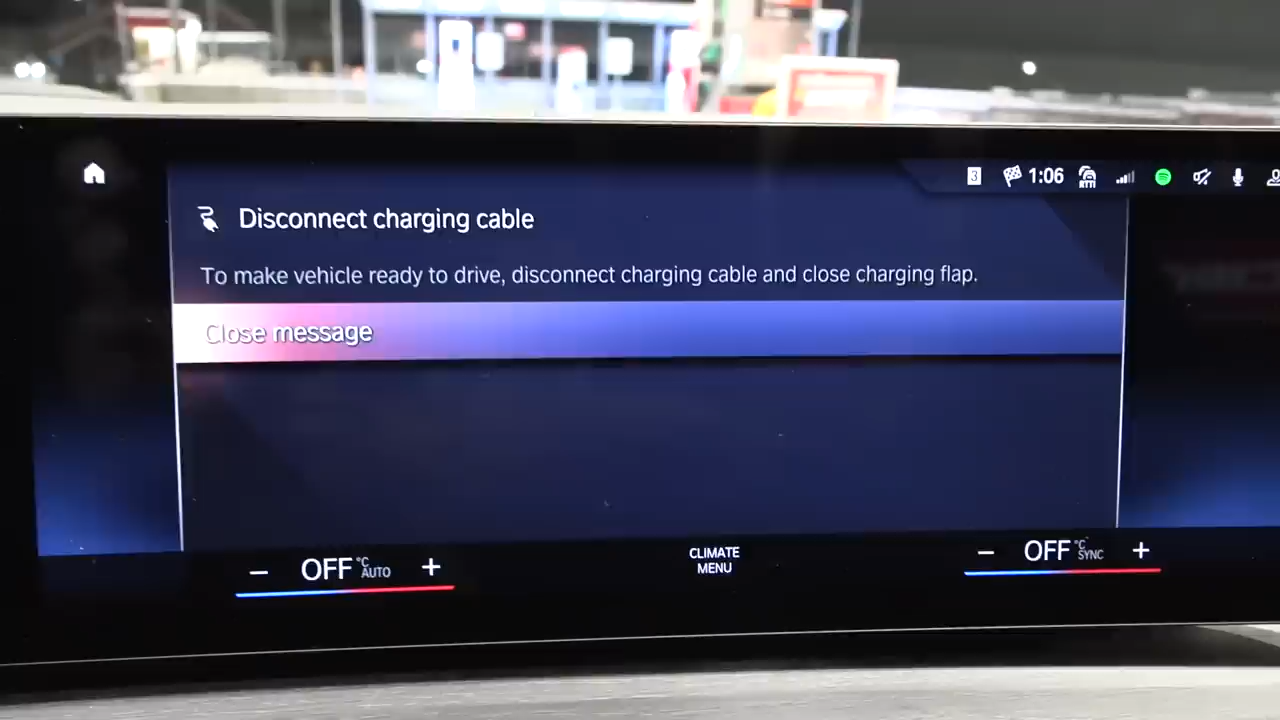 3 1:06
Disconnect charging cable
To make vehicle ready to drive, disconnect charging cable and close charging flap.
Close message
− OFF °C AUTO +
CLIMATE
MENU
− OFF °C SYNC +